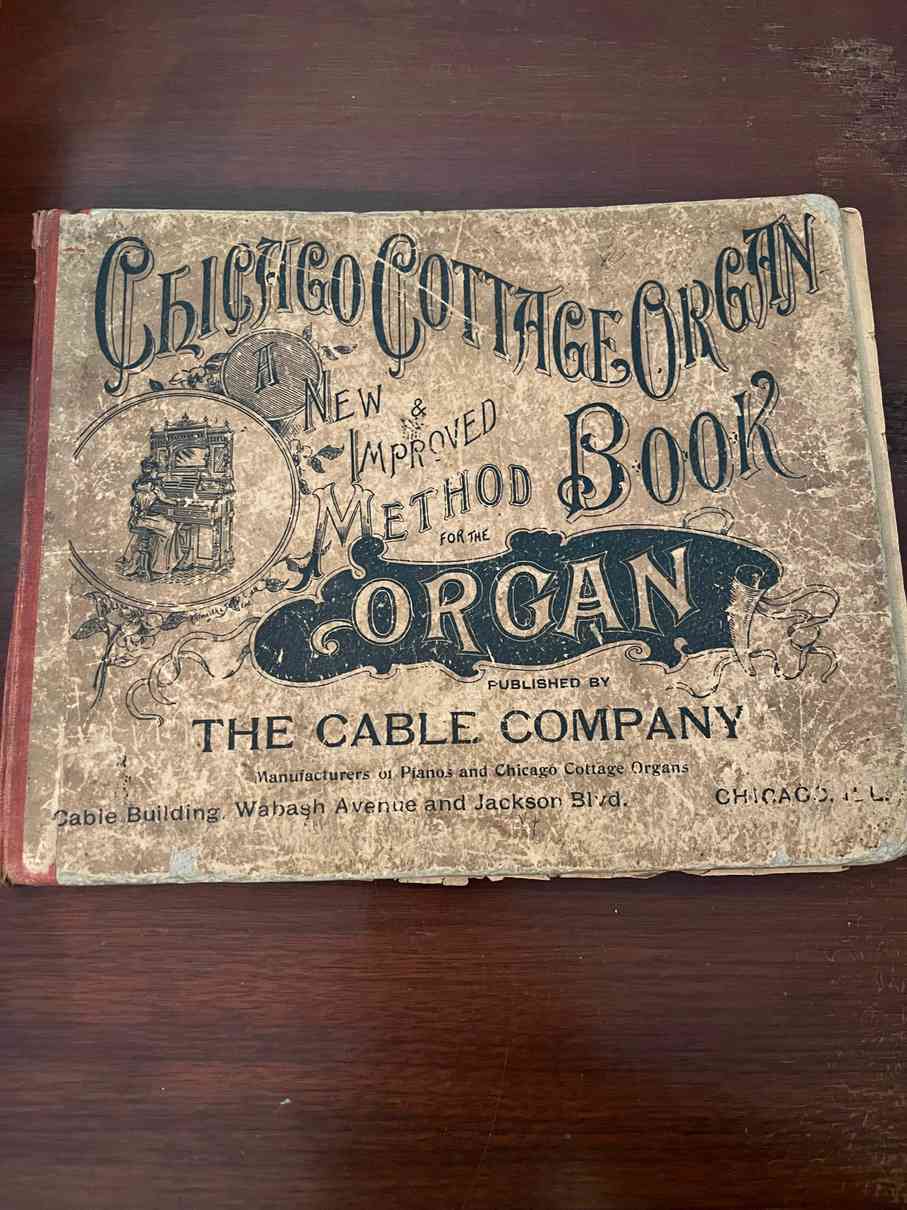 CHICAGO COTTAGE ORGAN
BOOK
A
NEW &
IMPROVED
METHOD
FOR THE
ORGAN
PUBLISHED BY
THE CABLE COMPANY
Manufacturers of Pianos and Chicago Cottage Organs
Cable Building, Wabash Avenue and Jackson Blvd. CHICAGO, ILL.